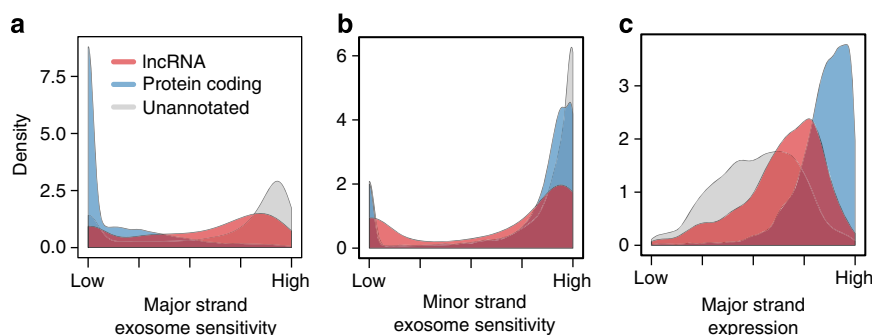 a
b
c
lncRNA
Protein coding
Unannotated
Density
7.5
5.0
2.5
0.0
Low
High
Major strand
exosome sensitivity
6
4
2
0
Low
High
Minor strand
exosome sensitivity
3
2
1
0
Low
High
Major strand
expression